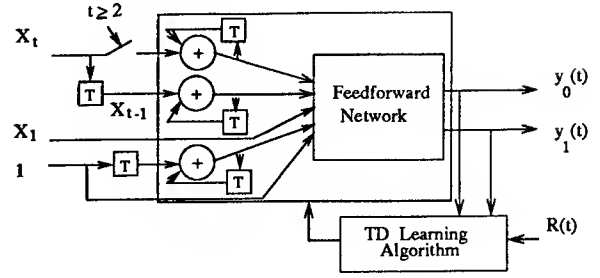 t ≥ 2
X_t
T
+
T
+
X_{t-1}
T
X_1
1
T
+
T
Feedforward
Network
y_0(t)
y_1(t)
TD Learning
Algorithm
R(t)